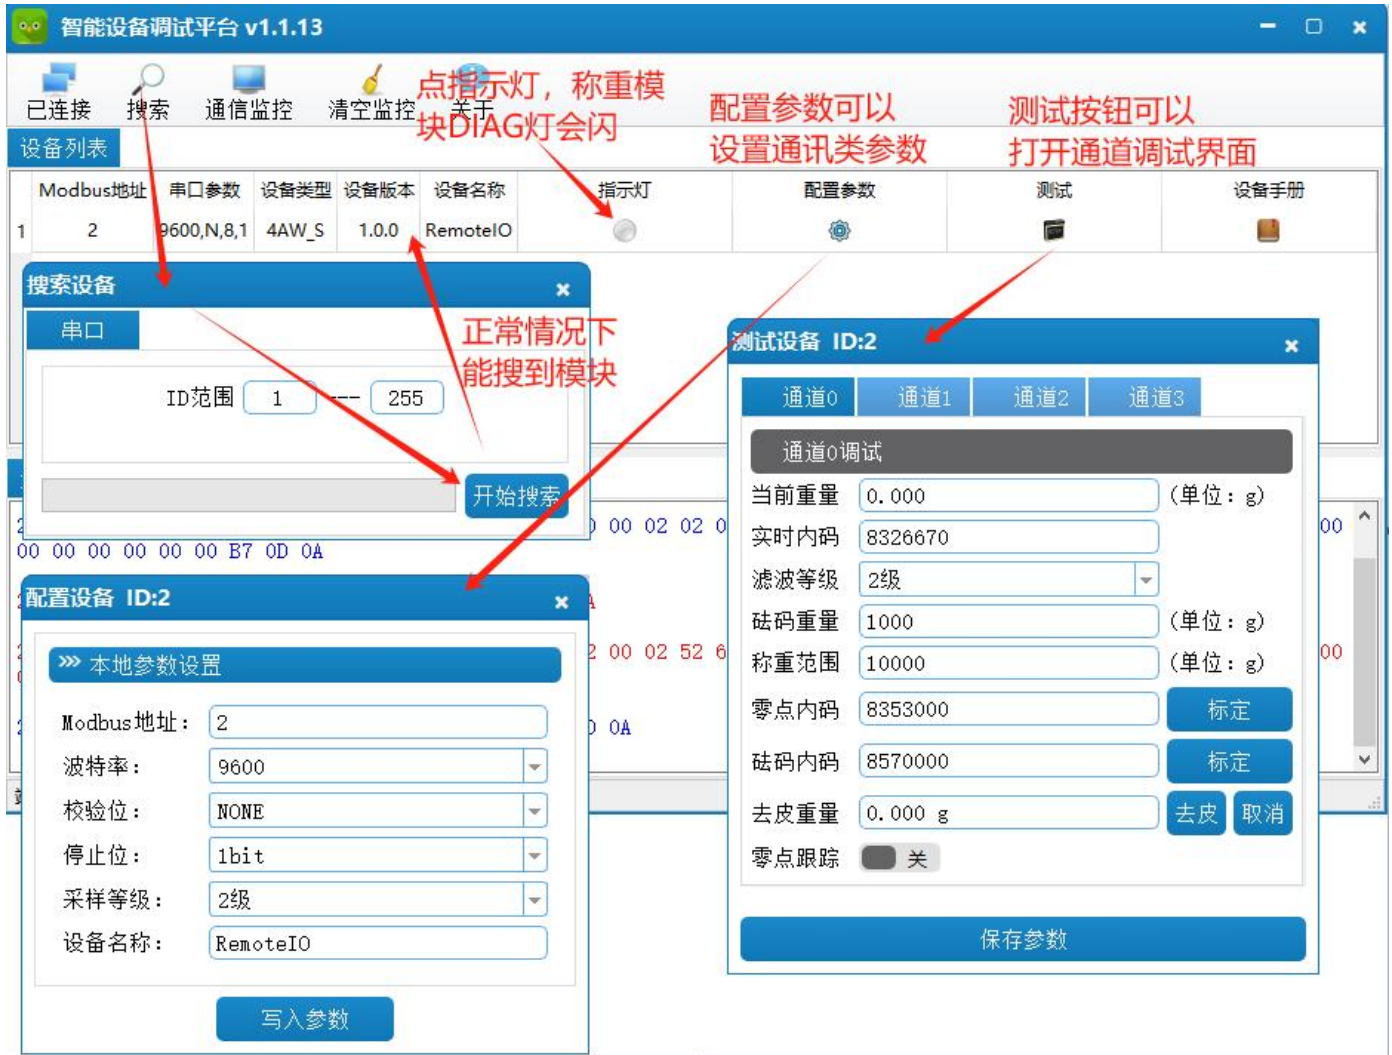 智能设备调试平台 v1.1.13
已连接 搜索 通信监控 清空监控 关于
点指示灯，称重模
块DIAG灯会闪
配置参数可以
设置通讯类参数
测试按钮可以
打开通道调试界面
设备列表
Modbus地址 串口参数 设备类型 设备版本 设备名称 指示灯 配置参数 测试 设备手册
1 2 9600,N,8,1 4AW_S 1.0.0 RemoteIO
搜索设备
串口
ID范围 1 --- 255
开始搜索
正常情况下
能搜到模块
00 02 02 0
00
00 00 00 00 00 00 B7 0D 0A
00 02 52 6
00
0A
配置设备 ID:2
本地参数设置
Modbus地址： 2
波特率： 9600
校验位： NONE
停止位： 1bit
采样等级： 2级
设备名称： RemoteIO
写入参数
测试设备 ID:2
通道0 通道1 通道2 通道3
通道0调试
当前重量 0.000 (单位：g)
实时内码 8326670
滤波等级 2级
砝码重量 1000 (单位：g)
称重范围 10000 (单位：g)
零点内码 8353000 标定
砝码内码 8570000 标定
去皮重量 0.000 g 去皮 取消
零点跟踪 关
保存参数